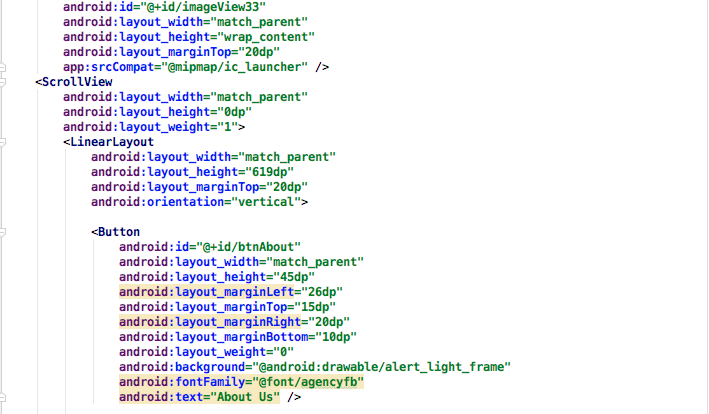 android:id="@+id/imageView33"
android:layout_width="match_parent"
android:layout_height="wrap_content"
android:layout_marginTop="20dp"
app:srcCompat="@mipmap/ic_launcher" />
<ScrollView
android:layout_width="match_parent"
android:layout_height="0dp"
android:layout_weight="1">
<LinearLayout
android:layout_width="match_parent"
android:layout_height="619dp"
android:layout_marginTop="20dp"
android:orientation="vertical">
<Button
android:id="@+id/btnAbout"
android:layout_width="match_parent"
android:layout_height="45dp"
android:layout_marginLeft="26dp"
android:layout_marginTop="15dp"
android:layout_marginRight="20dp"
android:layout_marginBottom="10dp"
android:layout_weight="0"
android:background="@android:drawable/alert_light_frame"
android:fontFamily="@font/agencyfb"
android:text="About Us" />